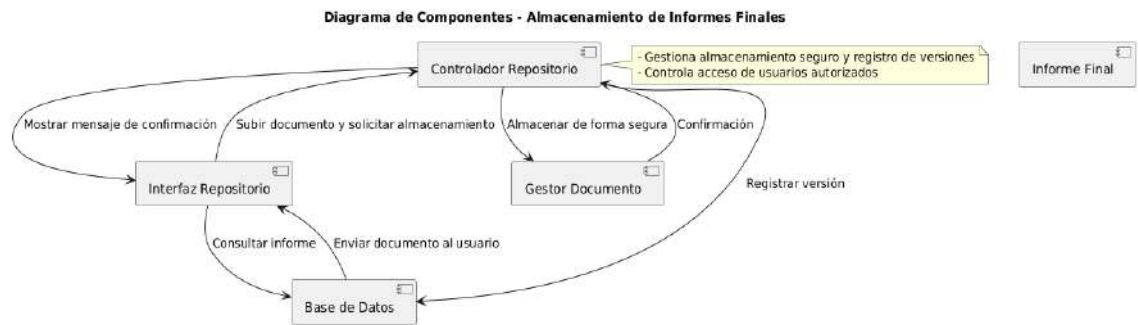 Diagrama de Componentes - Almacenamiento de Informes Finales
Controlador Repositorio
- Gestiona almacenamiento seguro y registro de versiones
- Controla acceso de usuarios autorizados
Informe Final
Mostrar mensaje de confirmación
Subir documento y solicitar almacenamiento
Almacenar de forma segura
Confirmación
Interfaz Repositorio
Gestor Documento
Registrar versión
Consultar informe
Enviar documento al usuario
Base de Datos